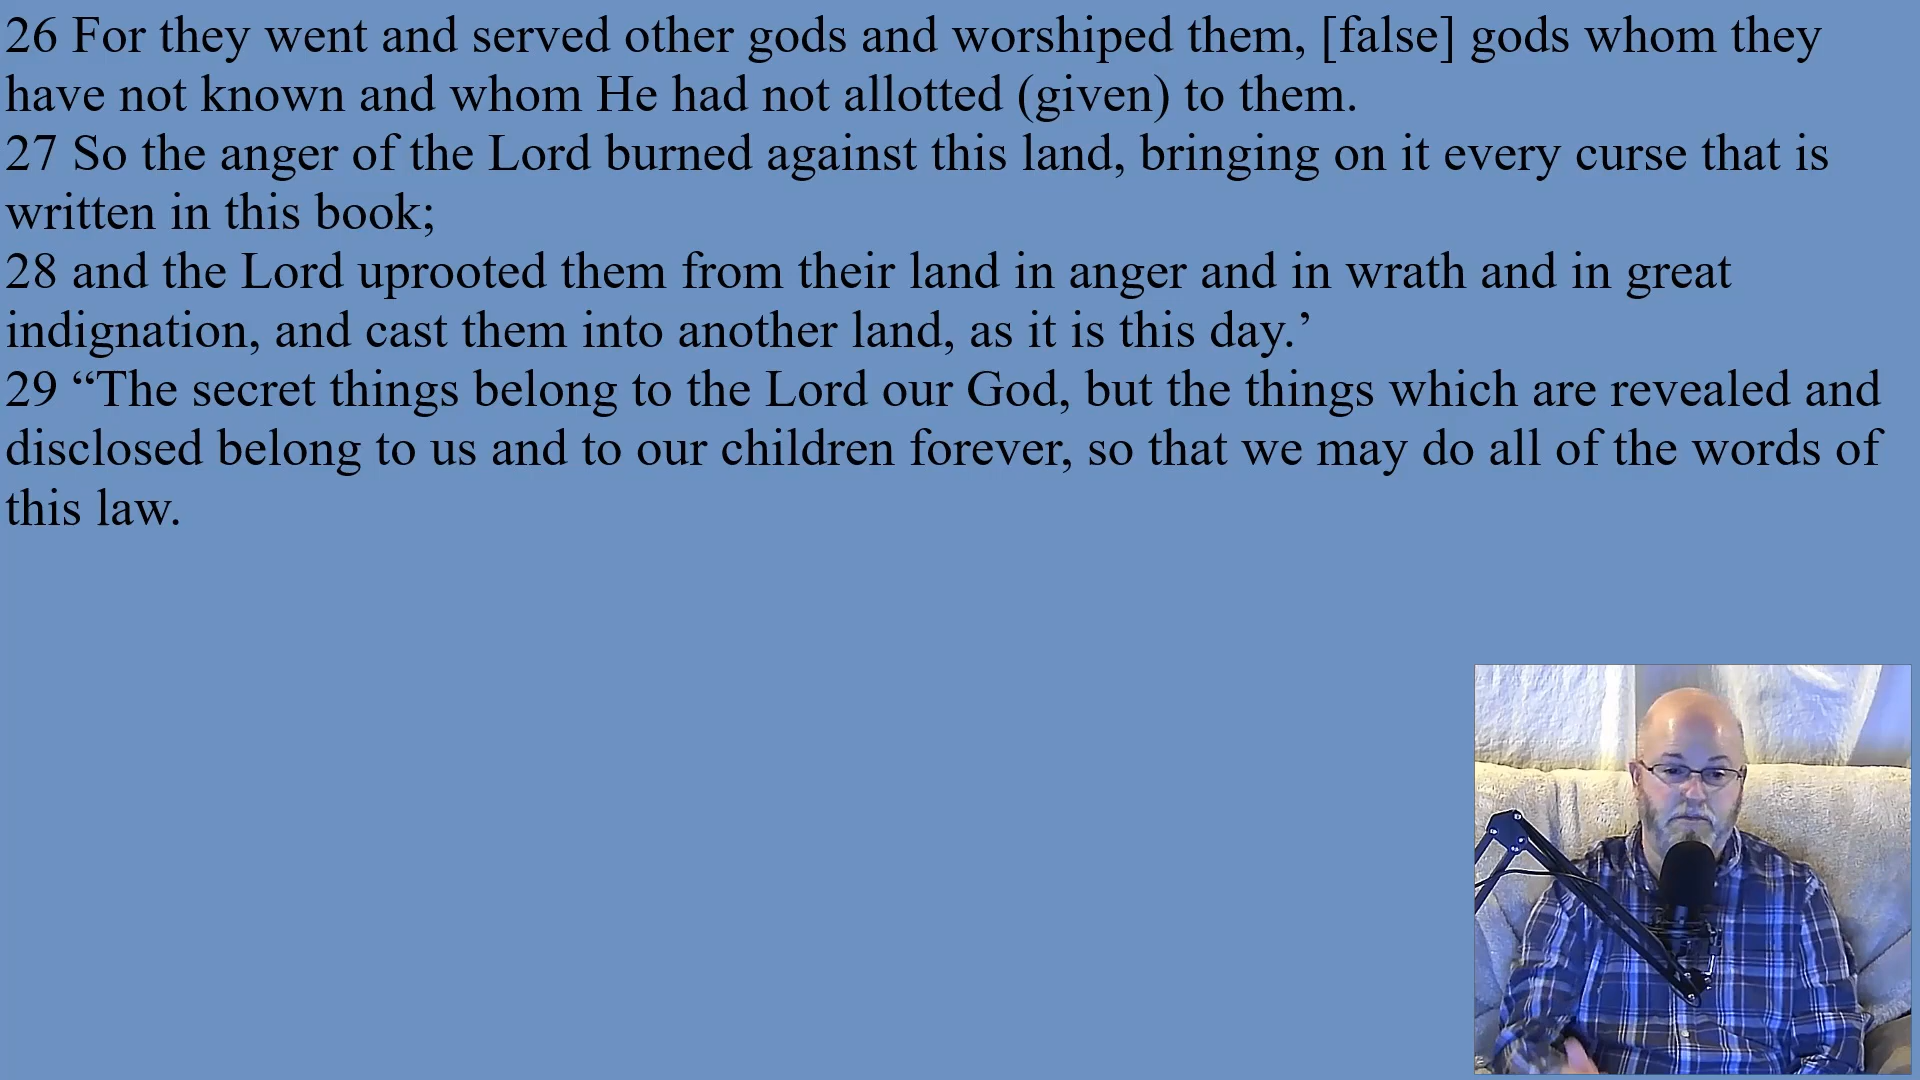 26 For they went and served other gods and worshiped them, [false] gods whom they
have not known and whom He had not allotted (given) to them.
27 So the anger of the Lord burned against this land, bringing on it every curse that is
written in this book;
28 and the Lord uprooted them from their land in anger and in wrath and in great
indignation, and cast them into another land, as it is this day.’
29 “The secret things belong to the Lord our God, but the things which are revealed and
disclosed belong to us and to our children forever, so that we may do all of the words of
this law.